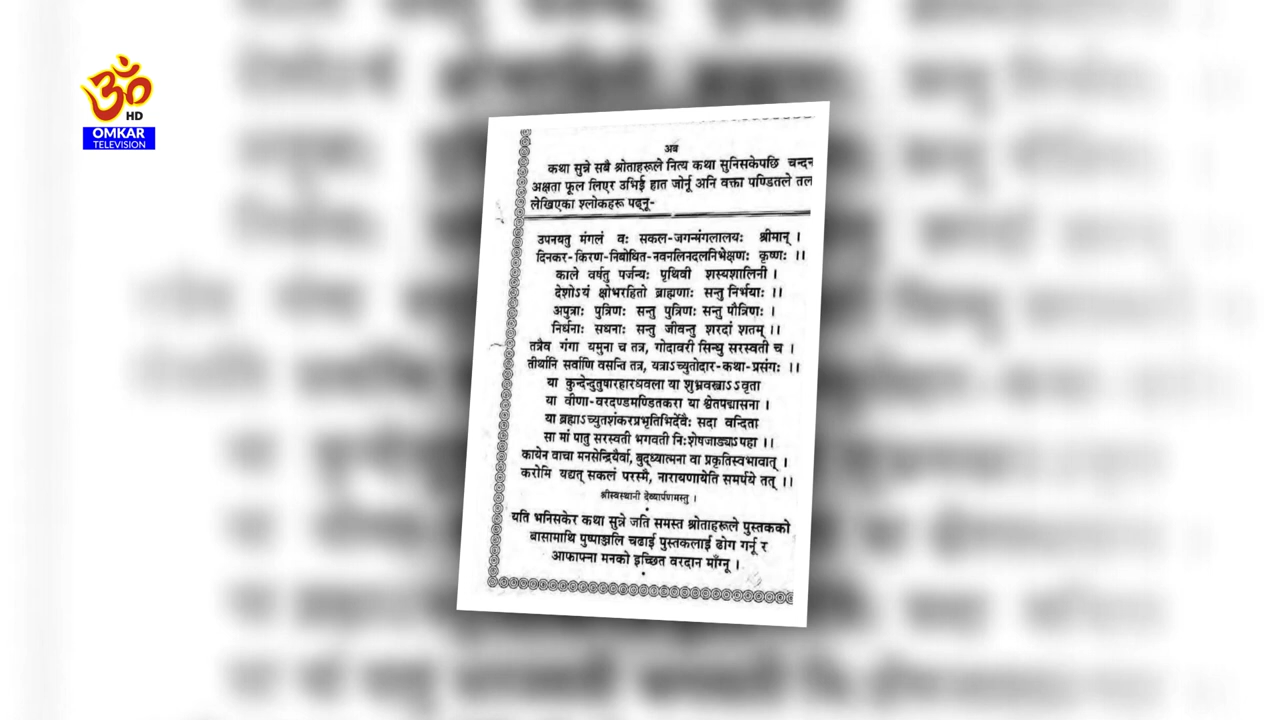 ॐ
HD
OMKAR
TELEVISION
अब
कथा सुन्ने सबै श्रोताहरूले नित्य कथा सुनिसकेपछि चन्दन
अक्षता फूल लिएर उभिई हात जोर्नू अनि वक्ता पण्डितले तल
लेखिएका श्लोकहरू पढ्नू-
उपनयतु मंगलं वः सकल-जगन्मंगलालयः श्रीमान् ।
दिनकर-किरण-निबोधित-नवनलिनदलनिभेक्षणः कृष्णः ।।
काले वर्षतु पर्जन्यः पृथिवी शस्यशालिनी ।
देशोऽयं क्षोभरहितो ब्राह्मणाः सन्तु निर्भयाः ।।
अपुत्राः पुत्रिणः सन्तु पुत्रिणः सन्तु पौत्रिणः ।
निर्धनाः सधनाः सन्तु जीवन्तु शरदां शतम् ।।
तत्रैव गंगा यमुना च तत्र, गोदावरी सिन्धु सरस्वती च ।
तीर्थानि सर्वाणि वसन्ति तत्र, यत्राऽच्युतोदार-कथा-प्रसंगः ।।
या कुन्देन्दुतुषारहारधवला या शुभ्रवस्त्राऽऽवृता
या वीणा-वरदण्डमण्डितकरा या श्वेतपद्मासना ।
या ब्रह्माऽच्युतशंकरप्रभृतिभिर्देवैः सदा वन्दिता
सा मां पातु सरस्वती भगवती निःशेषजाड्याऽपहा ।।
कायेन वाचा मनसेन्द्रियैर्वा, बुद्ध्यात्मना वा प्रकृतिस्वभावात् ।
करोमि यद्यत् सकलं परस्मै, नारायणायेति समर्पये तत् ।।
श्रीस्वस्थानी देव्यार्पणमस्तु ।
यति भनिसकेर कथा सुन्ने जति समस्त श्रोताहरूले पुस्तकको
बासामाथि पुष्पाञ्जलि चढाई पुस्तकलाई ढोग गर्नू र
आफाफ्ना मनको इच्छित वरदान माँग्नू ।